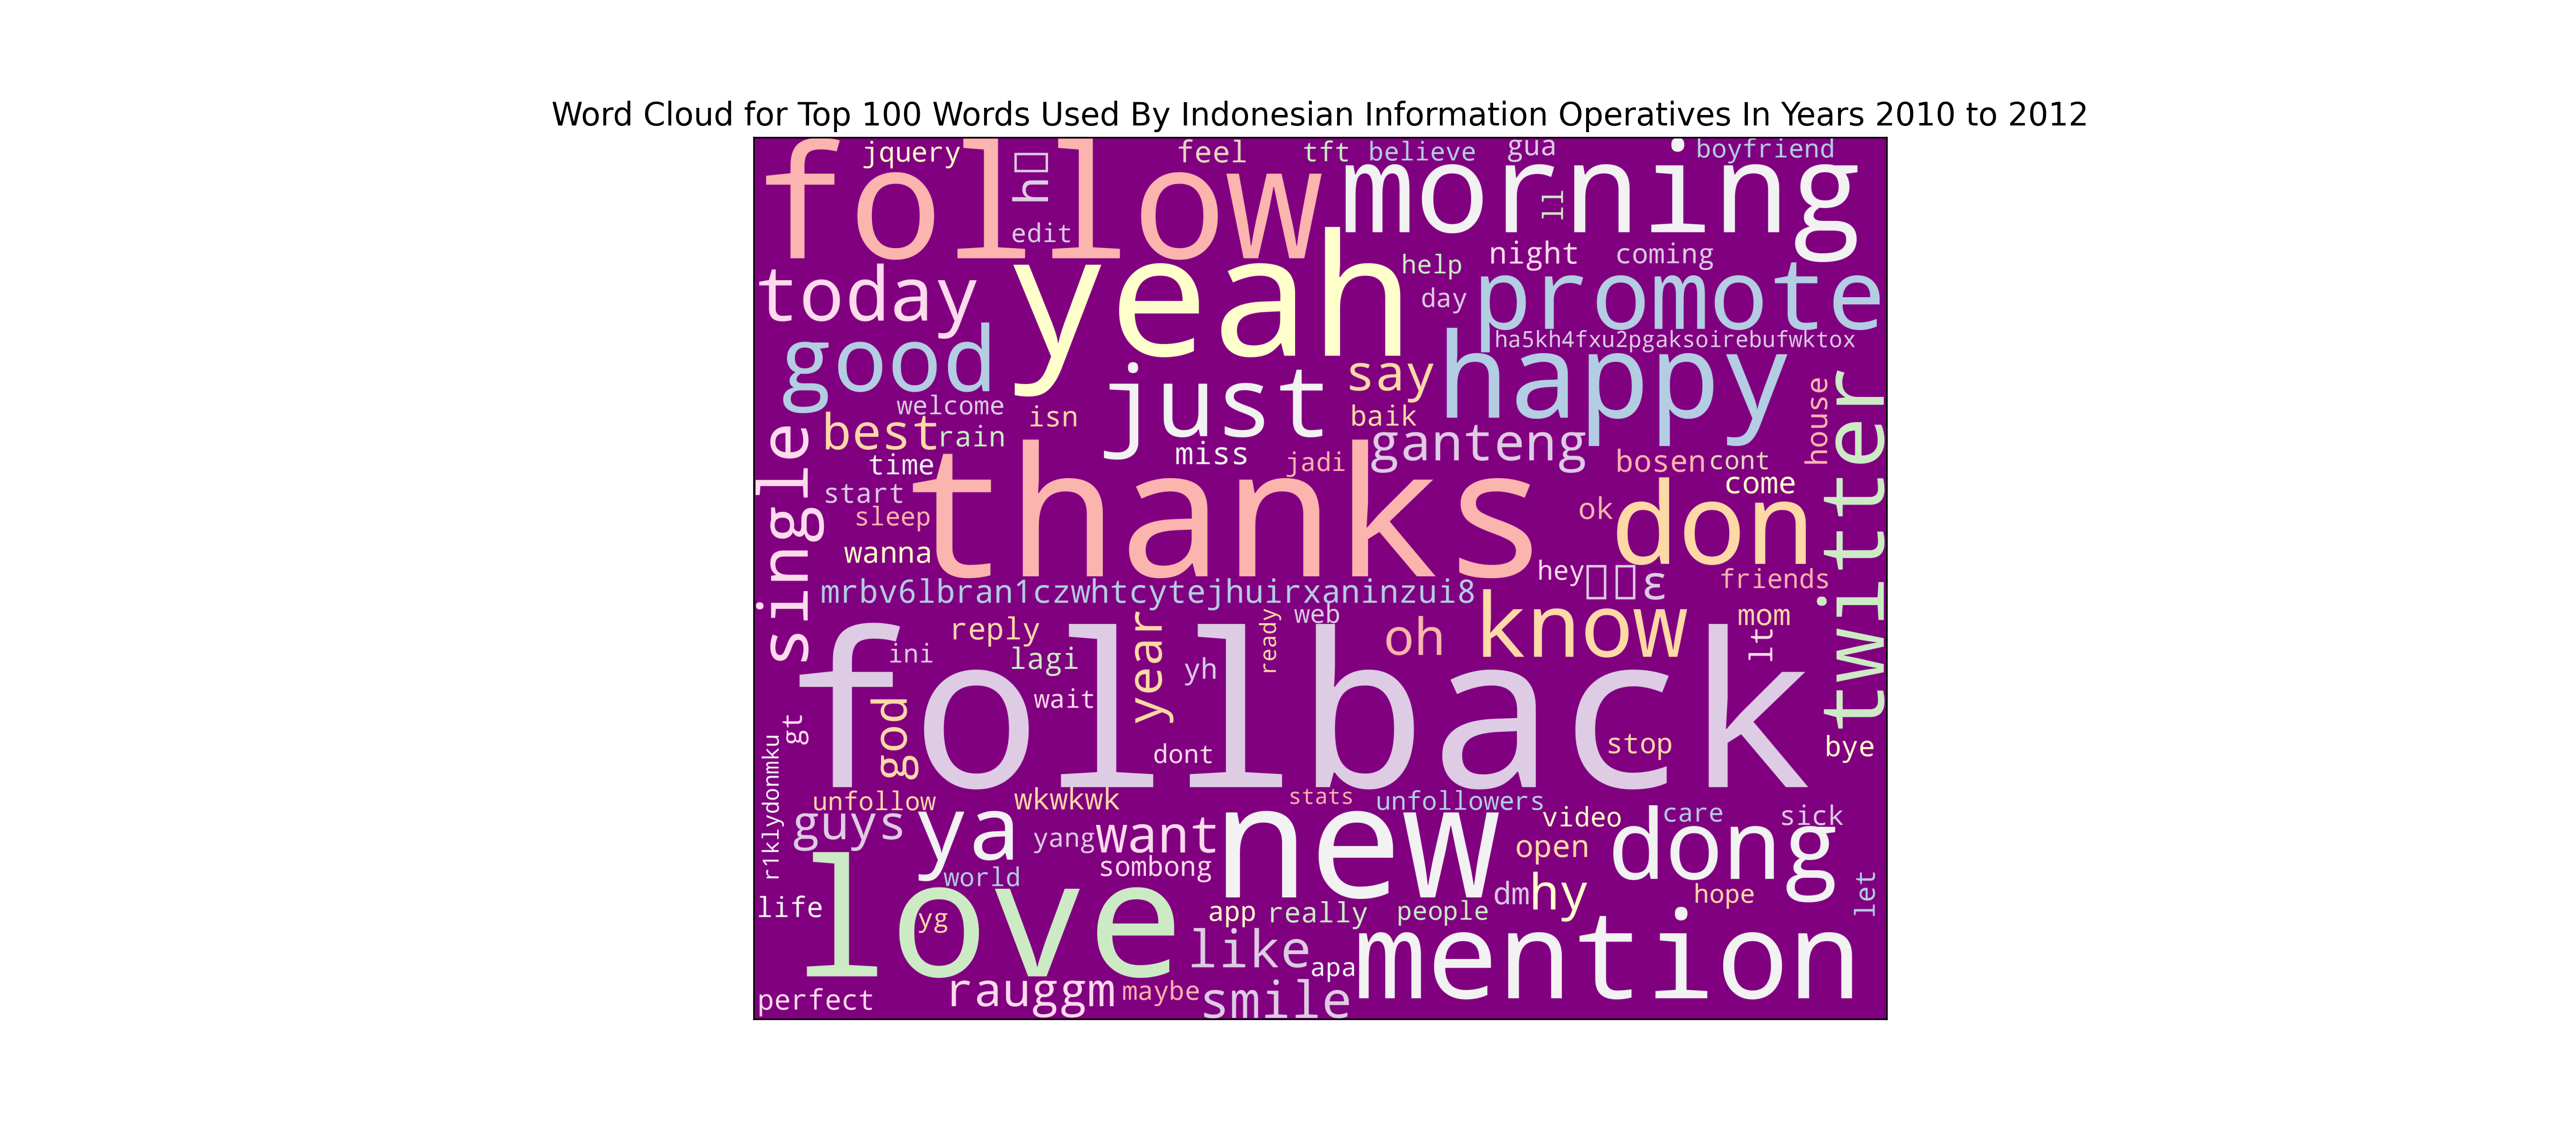 Word Cloud for Top 100 Words Used By Indonesian Information Operatives In Years 2010 to 2012
follow
jquery
h
edit
feel
tft
believe
gua
boyfriend
morning
ll
today
yeah
help
day
night
coming
promote
good
welcome
just
say
happy
ha5kh4fxu2pgaksoirebufwktox
house
twitter
best
rain
isn
baik
miss
ganteng
jadi
bosen
cont
come
single
time
start
sleep
wanna
thanks
ok
don
mrbv6lbran1czwhtcytejhuirxaninzui8
hey
ε
friends
reply
ini
lagi
year
yh
ready
web
oh
know
mom
lt
follback
god
wait
dont
stop
bye
gt
r1klydonmku
unfollow
wkwkwk
stats
unfollowers
video
care
sick
guys
ya
yang
want
sombong
new
open
dong
world
love
life
yg
app
really
people
dm
hy
hope
let
like
apa
mention
perfect
rauggm
maybe
smile